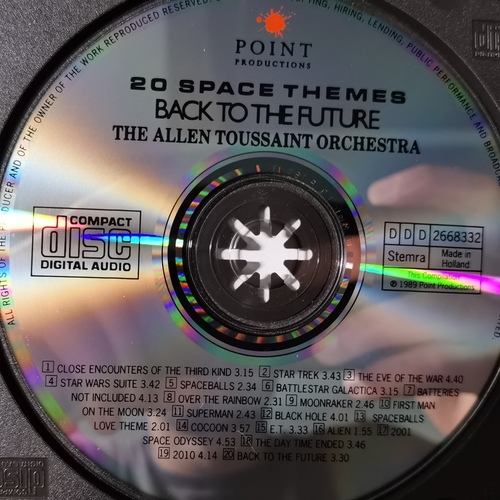 ALL RIGHTS OF THE PRODUCER AND OF THE OWNER OF THE WORK REPRODUCED RESERVED. HIRING, LENDING, PUBLIC PERFORMANCE AND
POINT
PRODUCTIONS
20 SPACE THEMES
BACK TO THE FUTURE
THE ALLEN TOUSSAINT ORCHESTRA
COMPACT
disc
DIGITAL AUDIO
D D D 2668332
Stemra Made in Holland
This Compilation
℗ 1989 Point Productions
1 CLOSE ENCOUNTERS OF THE THIRD KIND 3.15 2 STAR TREK 3.43 3 THE EVE OF THE WAR 4.40
4 STAR WARS SUITE 3.42 5 SPACEBALLS 2.34 6 BATTLESTAR GALACTICA 3.15 7 BATTERIES
NOT INCLUDED 4.13 8 OVER THE RAINBOW 2.31 9 MOONRAKER 2.46 10 FIRST MAN
ON THE MOON 3.24 11 SUPERMAN 2.43 12 BLACK HOLE 4.01 13 SPACEBALLS
LOVE THEME 2.01 14 COCOON 3 57 15 E.T. 3.33 16 ALIEN 1.55 17 2001
SPACE ODYSSEY 4.53 18 THE DAY TIME ENDED 3.46
19 2010 4.14 20 BACK TO THE FUTURE 3.30